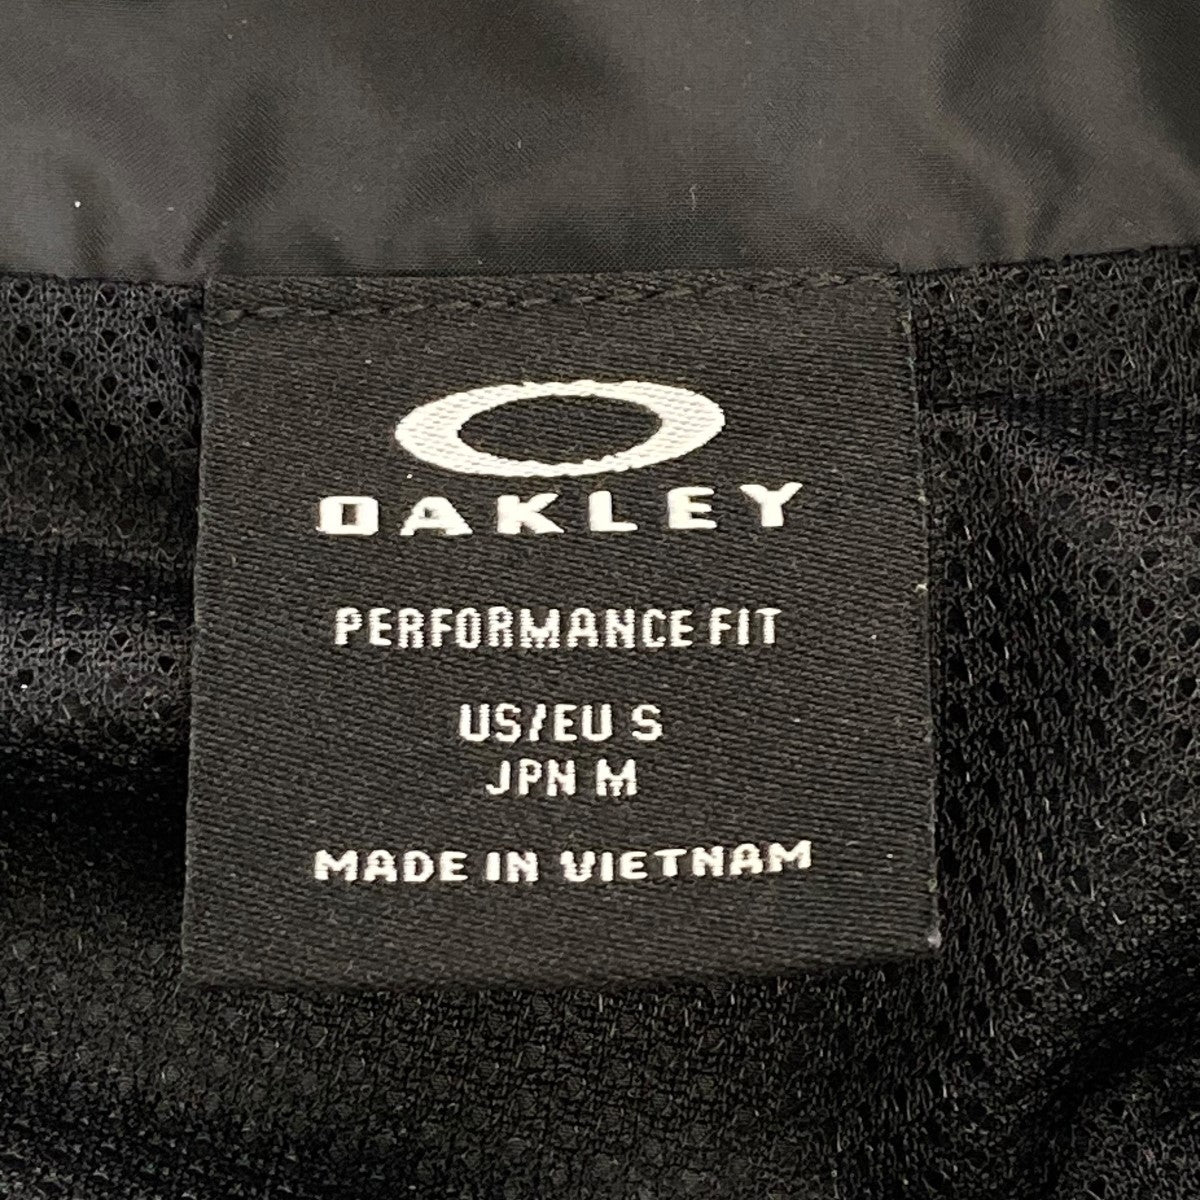 OAKLEY
PERFORMANCE FIT
US/EU S
JPN M
MADE IN VIETNAM